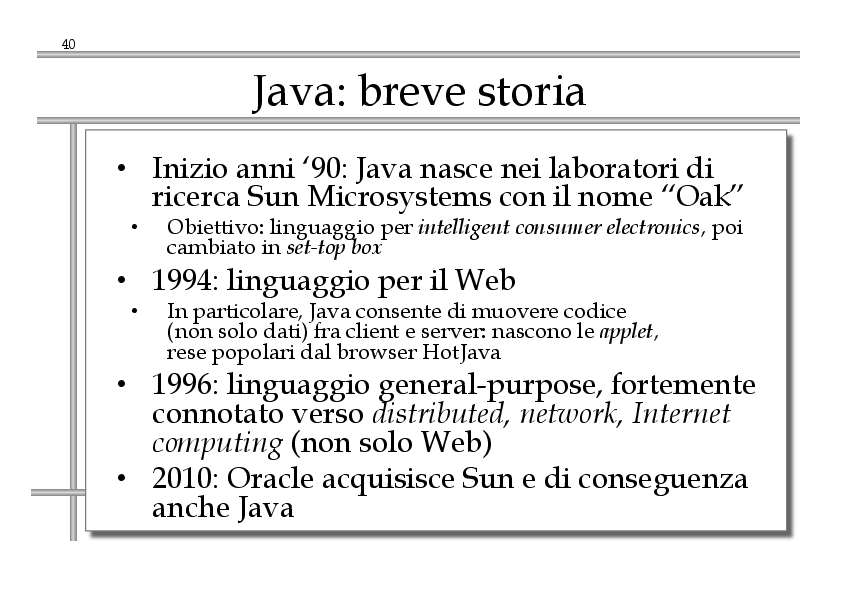 40
Java: breve storia
• Inizio anni ‘90: Java nasce nei laboratori di
ricerca Sun Microsystems con il nome “Oak”
• Obiettivo: linguaggio per intelligent consumer electronics, poi
cambiato in set-top box
• 1994: linguaggio per il Web
• In particolare, Java consente di muovere codice
(non solo dati) fra client e server: nascono le applet,
rese popolari dal browser HotJava
• 1996: linguaggio general-purpose, fortemente
connotato verso distributed, network, Internet
computing (non solo Web)
• 2010: Oracle acquisisce Sun e di conseguenza
anche Java